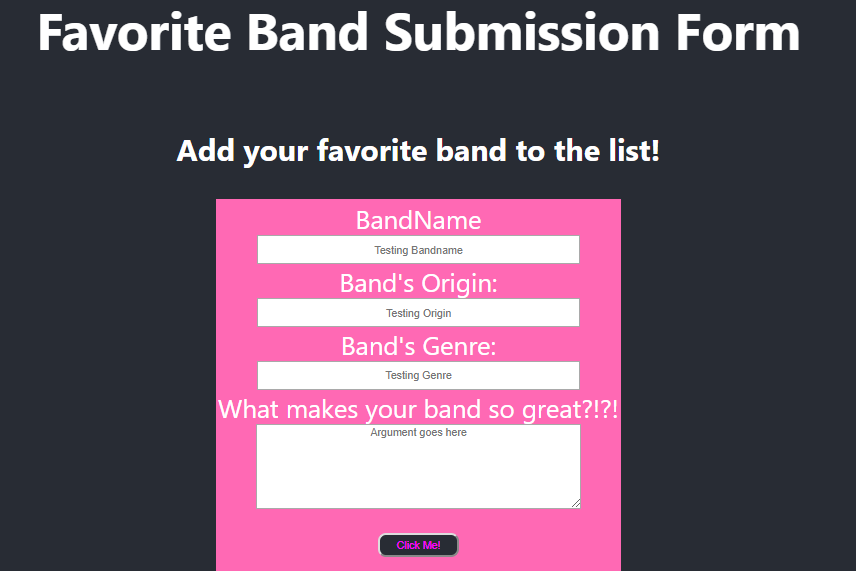 Favorite Band Submission Form
Add your favorite band to the list!
BandName
Testing Bandname
Band's Origin:
Testing Origin
Band's Genre:
Testing Genre
What makes your band so great?!?!
Argument goes here
Click Me!